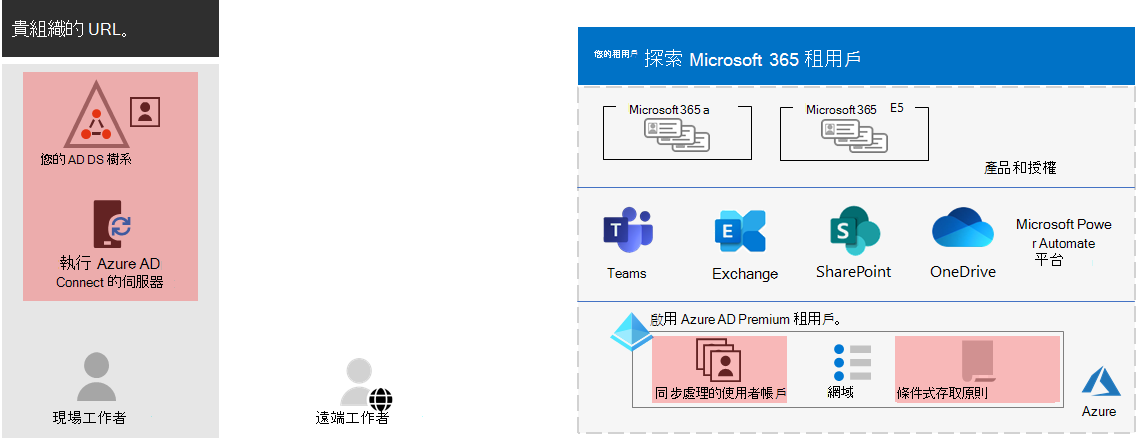 貴組織的 URL。
您的 AD DS 樹系
執行 Azure AD
Connect 的伺服器
現場工作者
遠端工作者
您的租用戶 探索 Microsoft 365 租用戶
Microsoft 365 a
Microsoft 365 E5
產品和授權
T
Teams
E
Exchange
S
SharePoint
OneDrive
Microsoft Powe
r Automate
平台
啟用 Azure AD Premium 租用戶。
同步處理的使用者帳戶
網域
條件式存取原則
Azure